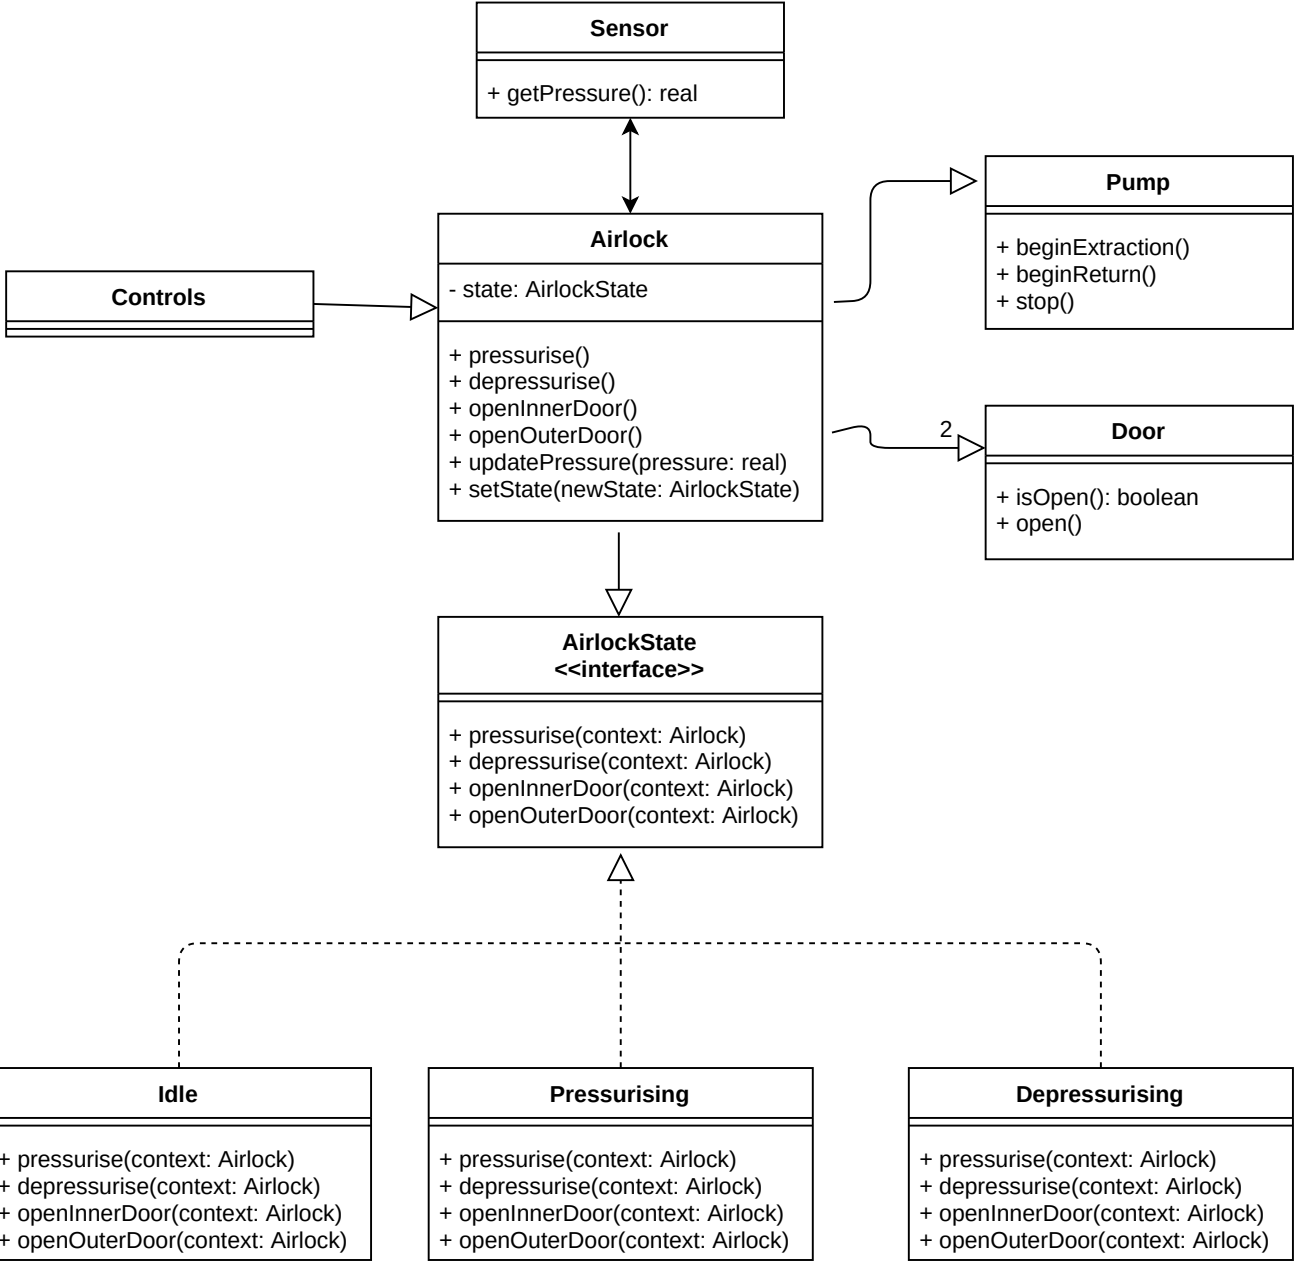 Sensor
+ getPressure(): real
Pump
+ beginExtraction()
+ beginReturn()
+ stop()
Airlock
- state: AirlockState
+ pressurise()
+ depressurise()
+ openInnerDoor()
+ openOuterDoor()
+ updatePressure(pressure: real)
+ setState(newState: AirlockState)
Controls
2
Door
+ isOpen(): boolean
+ open()
AirlockState
<<interface>>
+ pressurise(context: Airlock)
+ depressurise(context: Airlock)
+ openInnerDoor(context: Airlock)
+ openOuterDoor(context: Airlock)
Idle
+ pressurise(context: Airlock)
+ depressurise(context: Airlock)
+ openInnerDoor(context: Airlock)
+ openOuterDoor(context: Airlock)
Pressurising
+ pressurise(context: Airlock)
+ depressurise(context: Airlock)
+ openInnerDoor(context: Airlock)
+ openOuterDoor(context: Airlock)
Depressurising
+ pressurise(context: Airlock)
+ depressurise(context: Airlock)
+ openInnerDoor(context: Airlock)
+ openOuterDoor(context: Airlock)